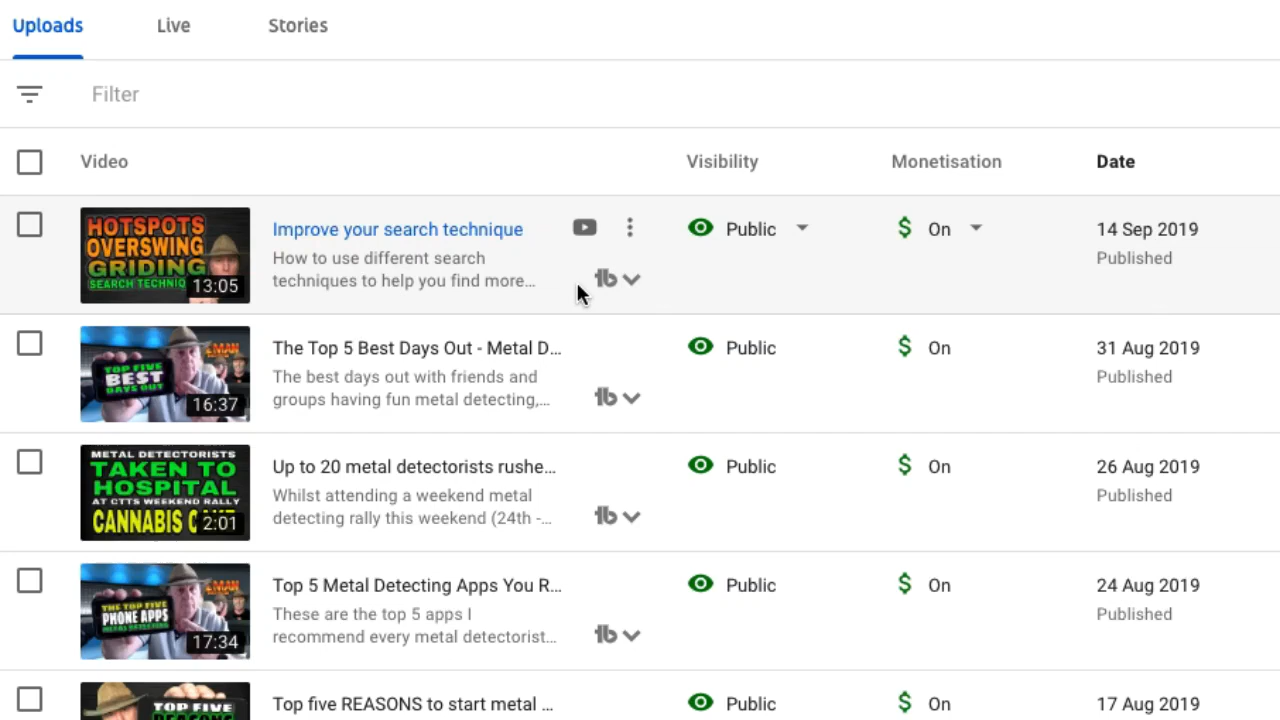 Uploads Live Stories
Filter
Video Visibility Monetisation Date
HOTSPOTS
OVERSWING
GRIDING
SEARCH TECHNIQ
13:05
Improve your search technique
How to use different search
techniques to help you find more...
Public
On
14 Sep 2019
Published
TOP FIVE
BEST
DAYS OUT
16:37
The Top 5 Best Days Out - Metal D...
The best days out with friends and
groups having fun metal detecting,...
Public
On
31 Aug 2019
Published
METAL DETECTORISTS
TAKEN TO
HOSPITAL
AT CTTS WEEKEND RALLY
CANNABIS
2:01
Up to 20 metal detectorists rushe...
Whilst attending a weekend metal
detecting rally this weekend (24th -...
Public
On
26 Aug 2019
Published
THE TOP FIVE
PHONE APPS
METAL DETECTING
17:34
Top 5 Metal Detecting Apps You R...
These are the top 5 apps I
recommend every metal detectorist...
Public
On
24 Aug 2019
Published
TOP FIVE
REASONS
Top five REASONS to start metal ...
Public
On
17 Aug 2019